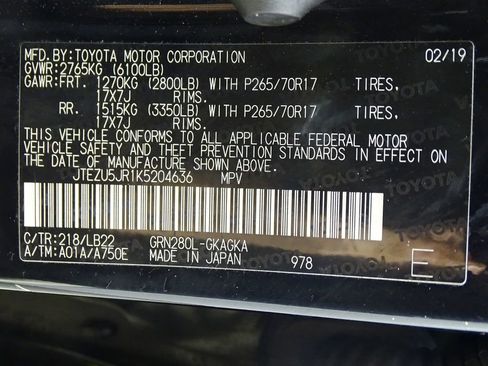 MFD.BY:TOYOTA MOTOR CORPORATION 02/19
GVWR:2765KG (6100LB)
GAWR:FRT. 1270KG (2800LB) WITH P265/70R17 TIRES,
17X7J RIMS.
RR. 1515KG (3350LB) WITH P265/70R17 TIRES,
17X7J RIMS.
THIS VEHICLE CONFORMS TO ALL APPLICABLE FEDERAL MOTOR
VEHICLE SAFETY AND THEFT PREVENTION STANDARDS IN EFFECT ON
THE DATE OF MANUFACTURE SHOWN ABOVE.
JTEZU5JR1K5204636 MPV
C/TR:218/LB22 GRN280L-GKAGKA
A/TM:A01A/A750E MADE IN JAPAN 978 E